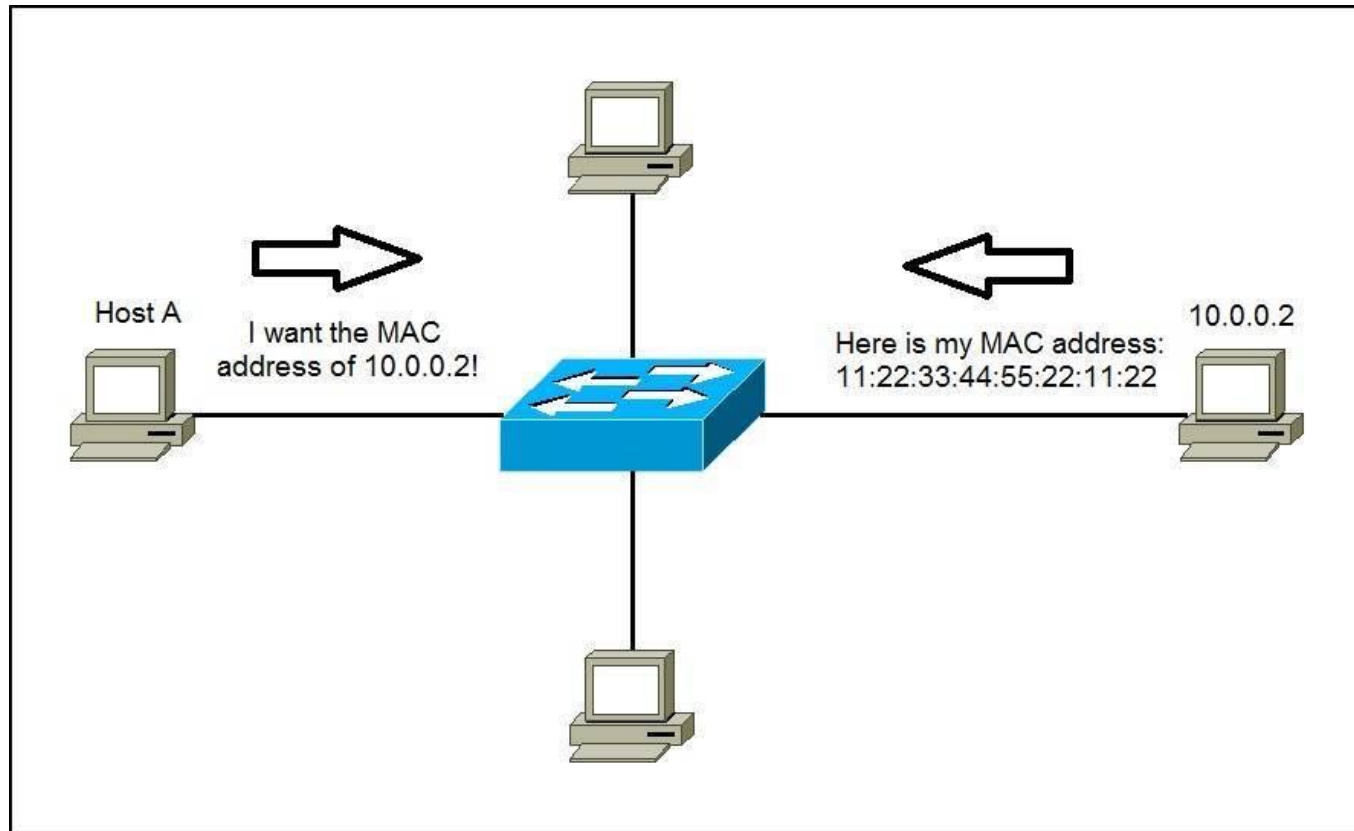 Host A
I want the MAC
address of 10.0.0.2!
10.0.0.2
Here is my MAC address:
11:22:33:44:55:22:11:22